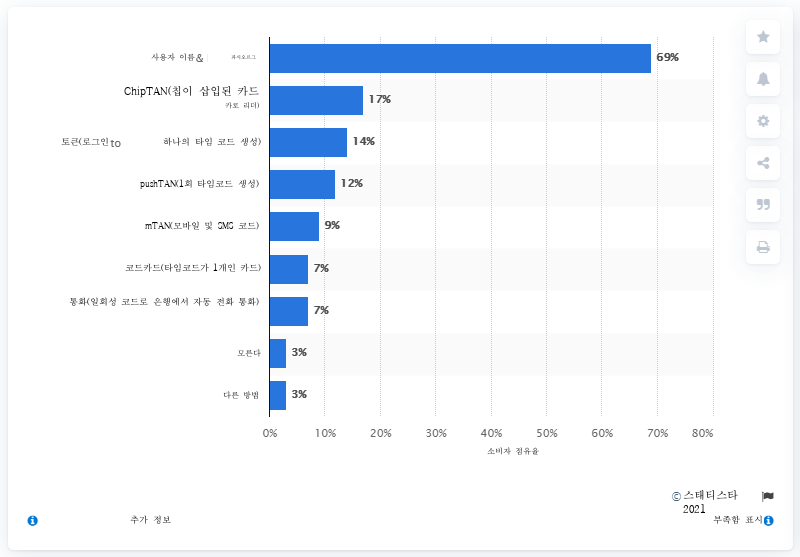 사용자 이름&
69%
ChipTAN(칩이 삽입된 카드
카로 리더)
17%
토큰(로그인 to 하나의 타임 코드 생성)
14%
pushTAN(1회 타임코드 생성)
12%
mTAN(모바일 및 SMS 코드)
9%
코드카드(타임코드가 1개인 카드)
7%
통화(일회성 코드로 은행에서 자동 전화 통화)
7%
모른다
3%
다른 방법
3%
0% 10% 20% 30% 40% 50% 60% 70% 80%
소비자 점유율
© 스태티스타
2021
추가 정보
부족함 표시